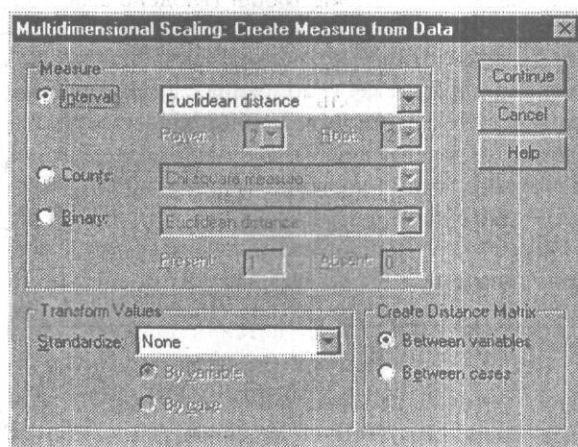 Multidimensional Scaling: Create Measure from Data
Measure
Interval: Euclidean distance
Power: 2 Root: 2
Counts: Chi square measure
Binary: Euclidean distance
Present: 1 Absent: 0
Continue
Cancel
Help
Transform Values
Standardize: None
By variable
By case
Create Distance Matrix
Between variables
Between cases